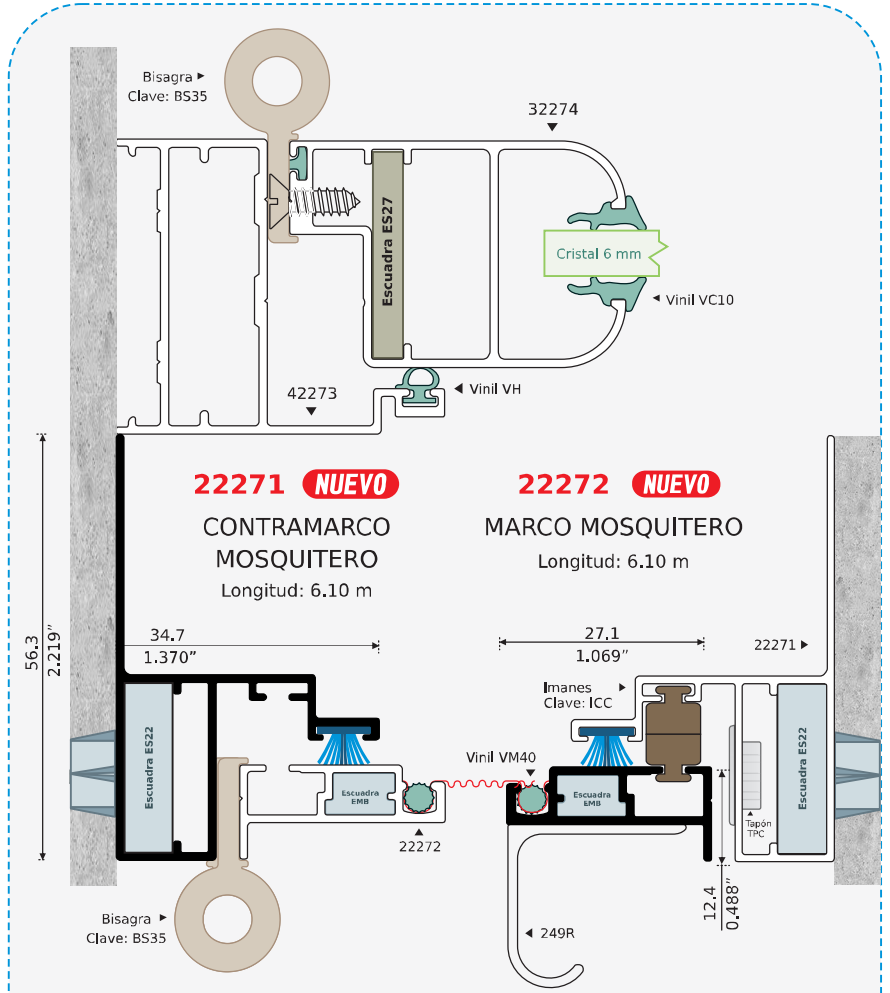 Bisagra
Clave: BS35
32274
Escuadra ES27
Cristal 6 mm
Vinil VC10
Vinil VH
42273
22271 NUEVO
CONTRAMARCO
MOSQUITERO
Longitud: 6.10 m
22272 NUEVO
MARCO MOSQUITERO
Longitud: 6.10 m
56.3
2.219”
34.7
1.370”
27.1
1.069”
22271
Imanes
Clave: ICC
Vinil VM40
Escuadra ES22
Escuadra
EMB
Escuadra
EMB
Escuadra ES22
Tapón
TPC
22272
12.4
0.488”
Bisagra
Clave: BS35
249R